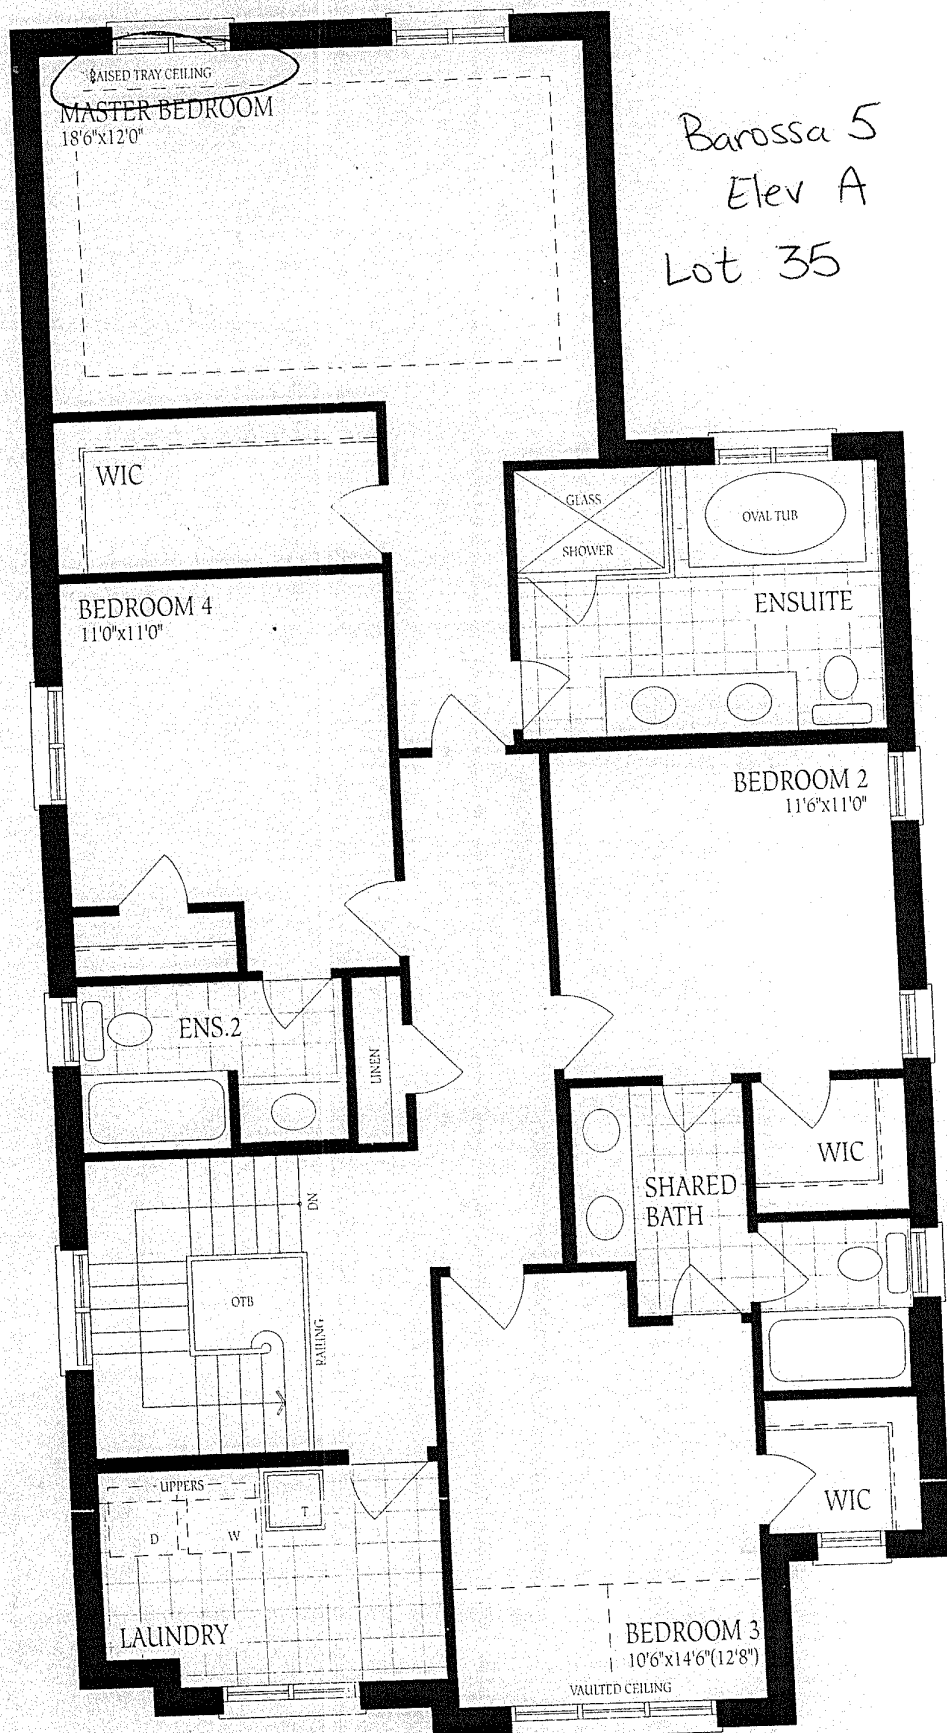 RAISED TRAY CEILING
MASTER BEDROOM
18'6"x12'0"
Barossa 5
Elev A
Lot 35
WIC
GLASS
SHOWER
OVAL TUB
ENSUITE
BEDROOM 4
11'0"x11'0"
BEDROOM 2
11'6"x11'0"
ENS.2
LINEN
WIC
SHARED
BATH
DN
OTB
RAILING
UPPERS
D
W
T
WIC
LAUNDRY
BEDROOM 3
10'6"x14'6"(12'8")
VAULTED CEILING